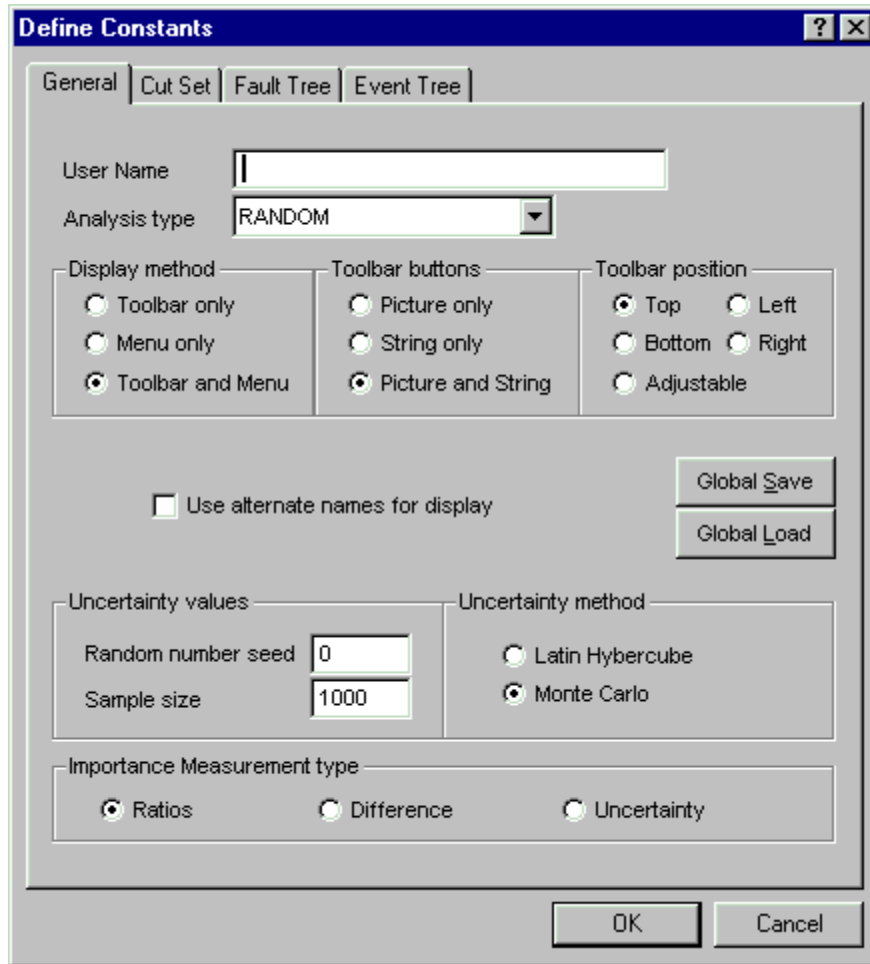 Define Constants
General Cut Set Fault Tree Event Tree
User Name
Analysis type RANDOM
Display method Toolbar buttons Toolbar position
Toolbar only Picture only Top Left
Menu only String only Bottom Right
Toolbar and Menu Picture and String Adjustable
Global Save
Use alternate names for display
Global Load
Uncertainty values Uncertainty method
Random number seed 0 Latin Hybercube
Sample size 1000 Monte Carlo
Importance Measurement type
Ratios Difference Uncertainty
OK Cancel